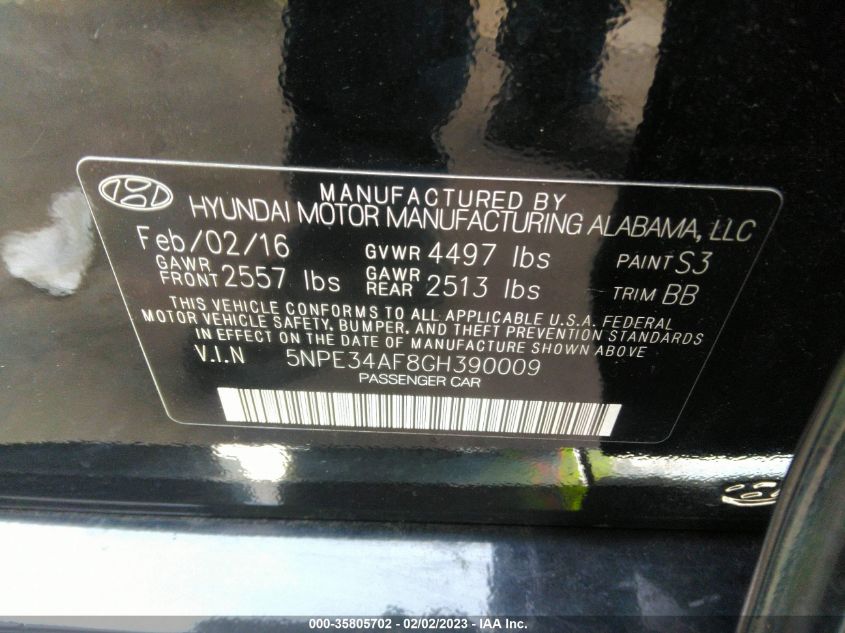 MANUFACTURED BY
HYUNDAI MOTOR MANUFACTURING ALABAMA, LLC
Feb/02/16 GVWR 4497 lbs PAINT S3
GAWR FRONT 2557 lbs GAWR REAR 2513 lbs TRIM BB
THIS VEHICLE CONFORMS TO ALL APPLICABLE U.S.A. FEDERAL
MOTOR VEHICLE SAFETY, BUMPER, AND THEFT PREVENTION STANDARDS
IN EFFECT ON THE DATE OF MANUFACTURE SHOWN ABOVE
V.I.N 5NPE34AF8GH390009
PASSENGER CAR
000-35805702 - 02/02/2023 - IAA Inc.